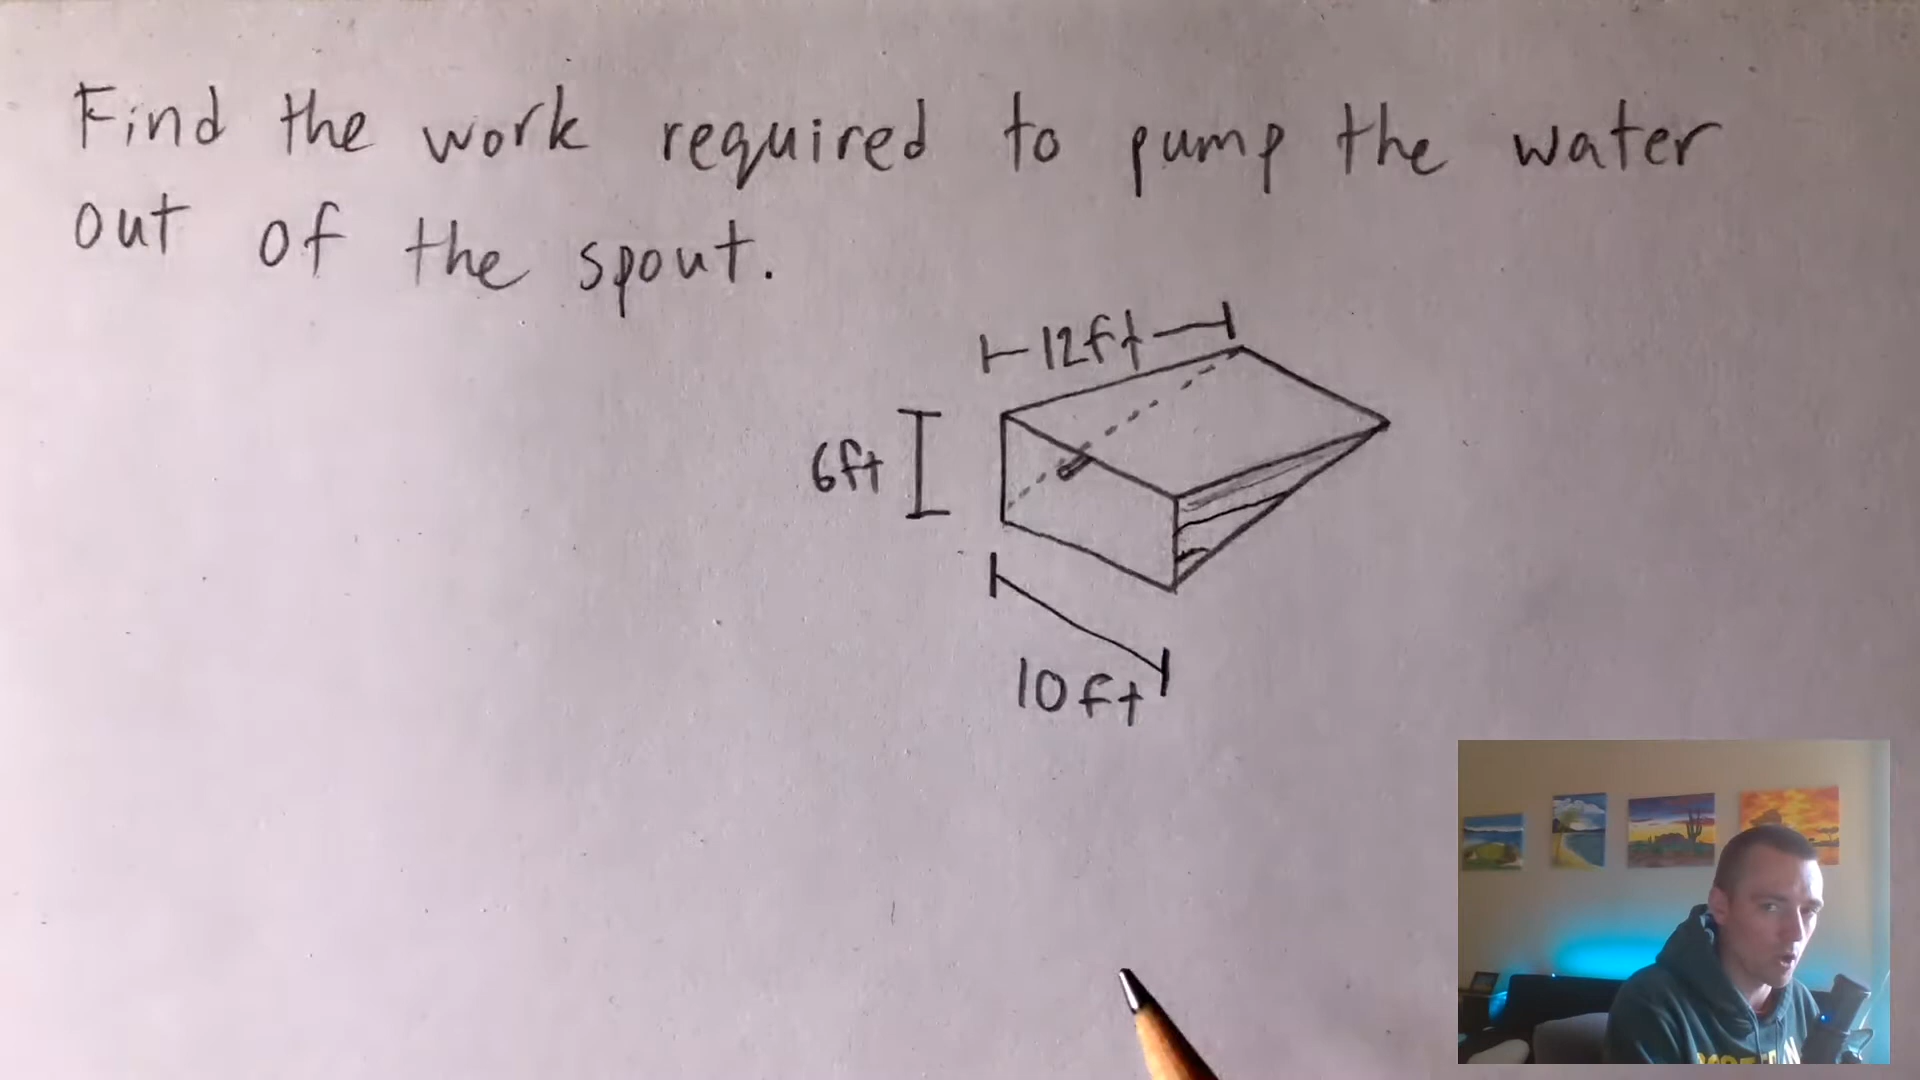 Find the work required to pump the water
out of the spout.
12ft
6ft
10ft